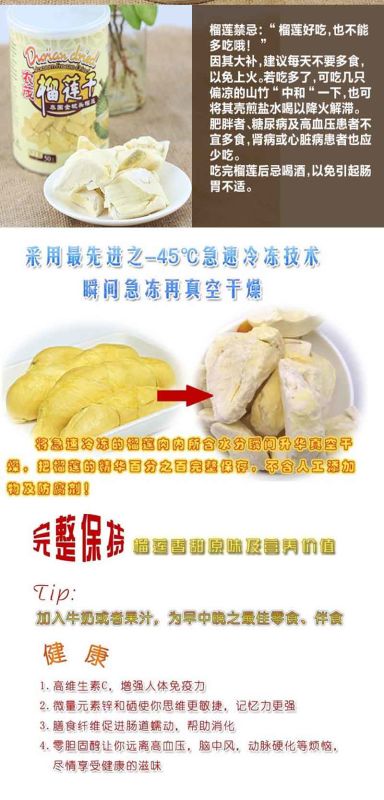 Durian dried
农茂
榴莲干
泰国金枕头榴莲
50
榴莲禁忌：“榴莲好吃，也不能
多吃哦！”
因其大补，建议每天不要多食，
以免上火。若吃多了，可吃几只
偏凉的山竹“中和“一下，也可
将其壳煎盐水喝以降火解滞。
肥胖者、糖尿病及高血压患者不
宜多食，肾病或心脏病患者也应
少吃。
吃完榴莲后忌喝酒，以免引起肠
胃不适。
采用最先进之-45℃急速冷冻技术
瞬间急冻再真空干燥
将急速冷冻的榴莲肉内所含水分瞬间升华真空干
燥，把榴莲的精华百分之百完整保存，不含人工添加
物及防腐剂！
完整保持 榴莲香甜原味及营养价值
Tip:
加入牛奶或者果汁，为早中晚之最佳零食、伴食
健康
1. 高维生素C，增强人体免疫力
2. 微量元素锌和硒使你思维更敏捷，记忆力更强
3. 膳食纤维促进肠道蠕动，帮助消化
4. 零胆固醇让你远离高血压，脑中风，动脉硬化等烦恼，
尽情享受健康的滋味